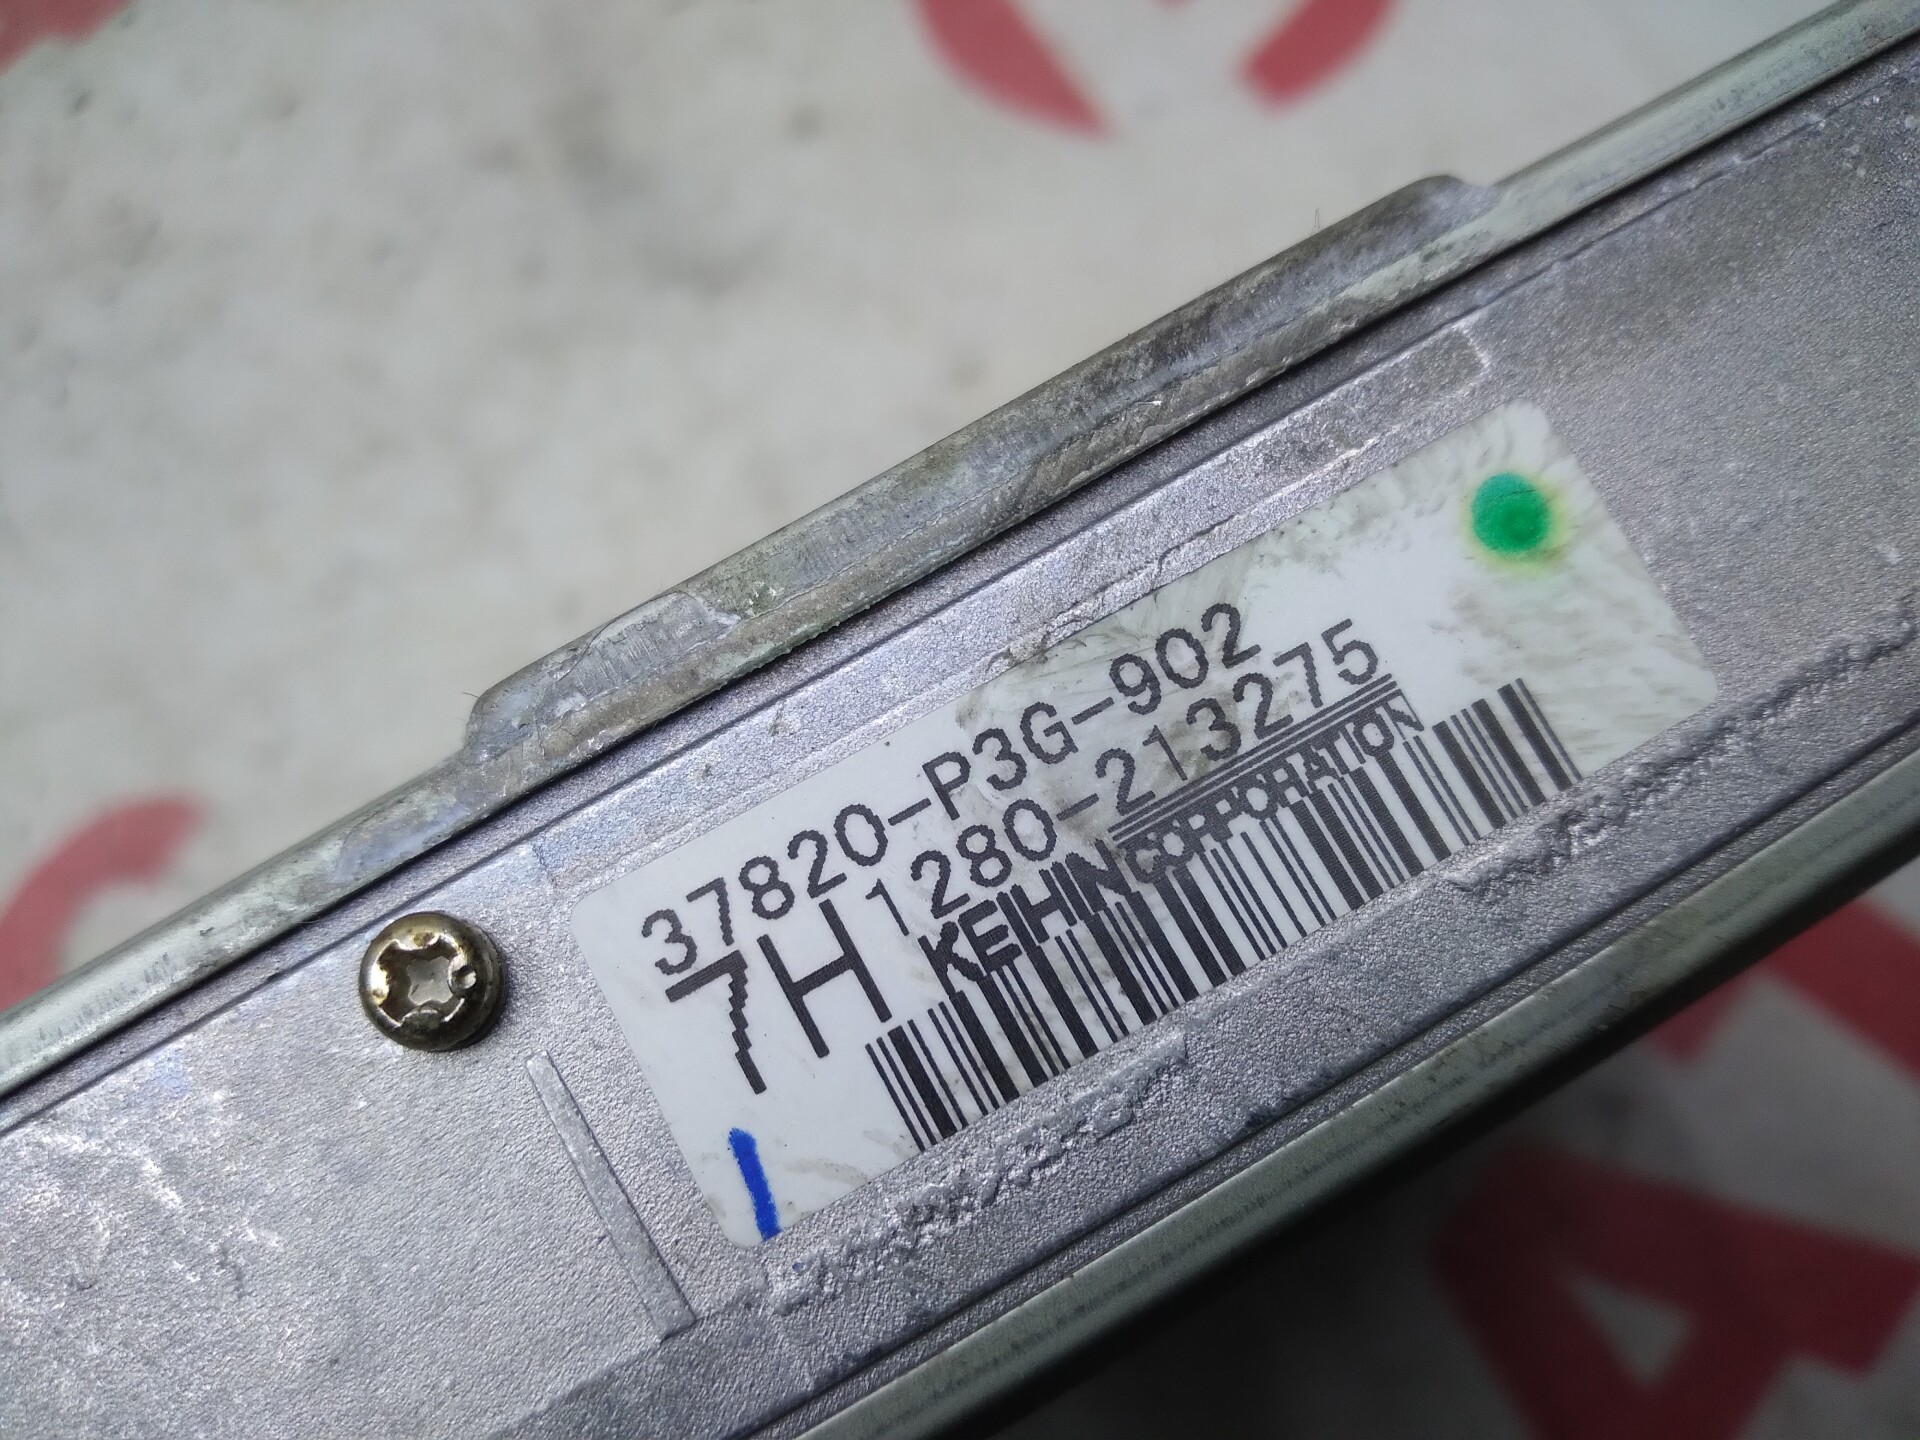 37820-P3G-902
7H 1280-213275
KEIHIN CORPORATION